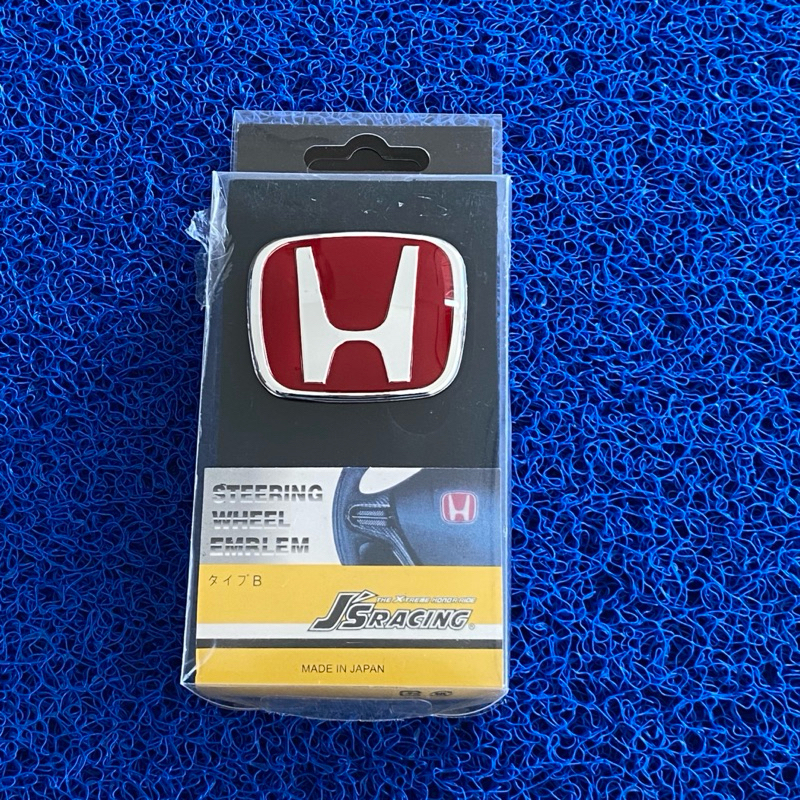 STEERING
WHEEL
EMRLEM
タイプB
THE X-TREME HONDA RIDE
J'S RACING®
MADE IN JAPAN